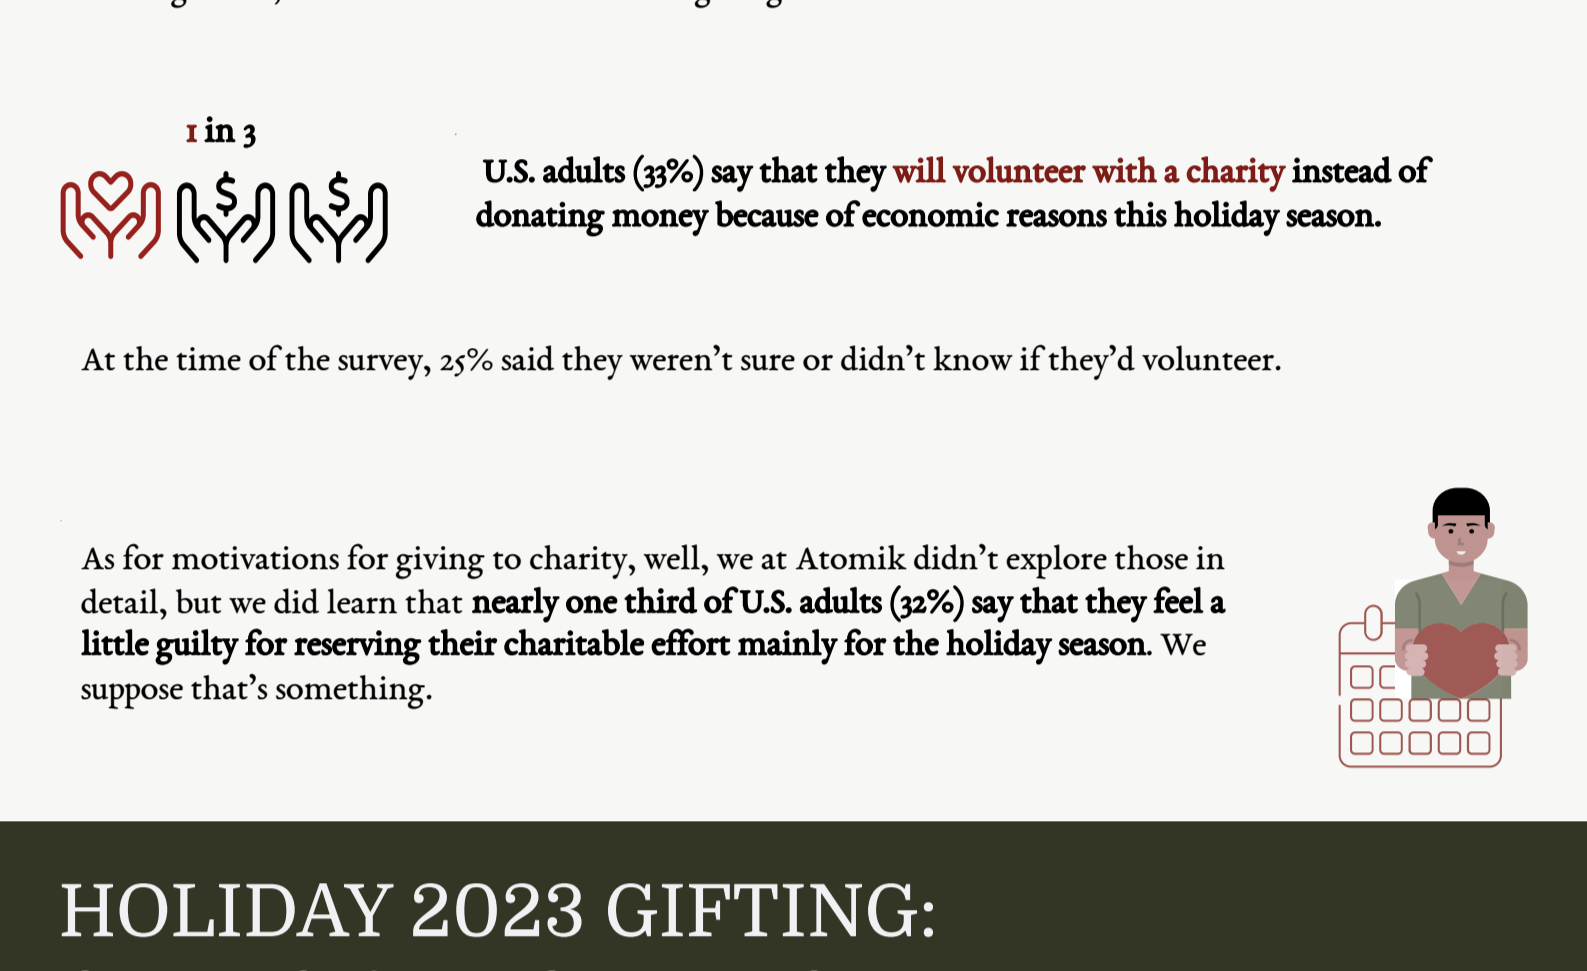 1 in 3
U.S. adults (33%) say that they will volunteer with a charity instead of
donating money because of economic reasons this holiday season.
At the time of the survey, 25% said they weren’t sure or didn’t know if they’d volunteer.
As for motivations for giving to charity, well, we at Atomik didn’t explore those in
detail, but we did learn that nearly one third of U.S. adults (32%) say that they feel a
little guilty for reserving their charitable effort mainly for the holiday season. We
suppose that’s something.
HOLIDAY 2023 GIFTING: